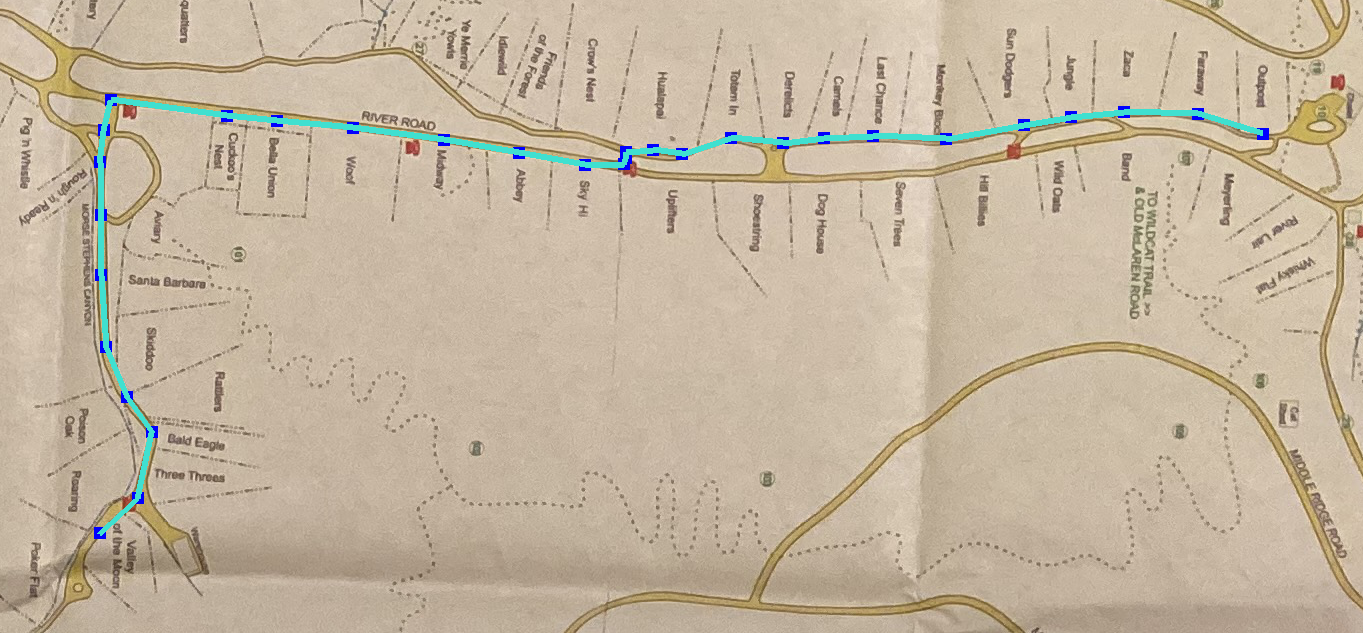 quatters
Ye Merrie
Yowls
Idlewild
Friends
of the Forest
Crow's Nest
Hualapai
Totem In
Derelicts
Camels
Last Chance
Monkey Block
Sun Dodgers
Jungle
Zaca
Faraway
Outpost
RIVER ROAD
Pig 'n Whistle
Rough 'n Ready
Cuckoo's
Nest
Bella Union
Woof
Midway
Abbey
Sky Hi
Uplifters
Shoestring
Dog House
Seven Trees
Hill Billies
Wild Oats
Band
Meyerling
River Lair
Whisky Flat
TO WILDCAT TRAIL >>
& OLD McLAREN ROAD
MORSE STEPHENS CANYON
Aviary
101
Santa Barbara
Skiddoo
Rattlers
Poison
Oak
Bald Eagle
Three Threes
Roaring
Valley
of the Moon
Poker Flat
103
MIDDLE RIDGE ROAD